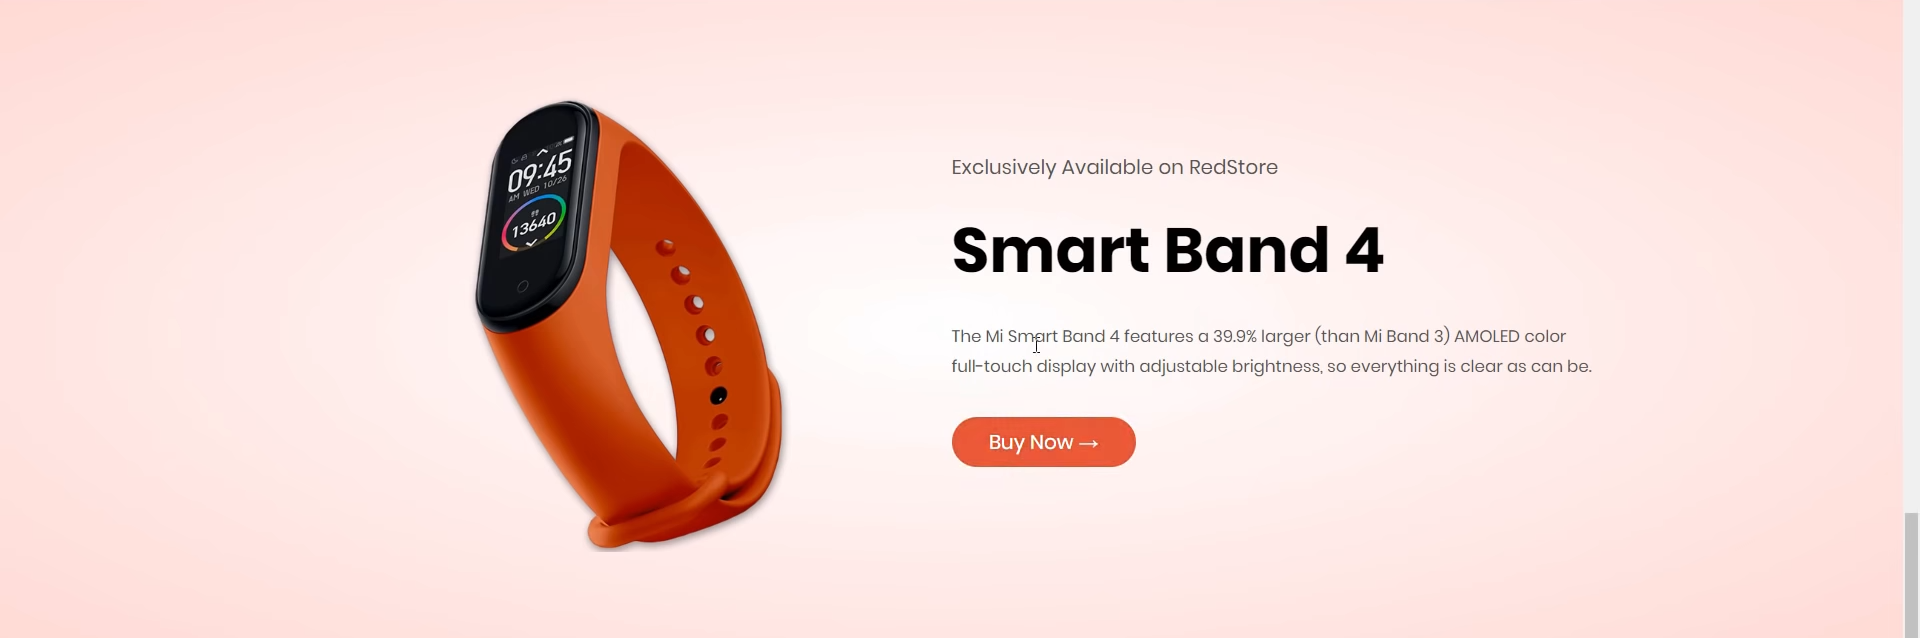 09:45
AM WED 10/26
13640
Exclusively Available on RedStore
Smart Band 4
The Mi Smart Band 4 features a 39.9% larger (than Mi Band 3) AMOLED color
full-touch display with adjustable brightness, so everything is clear as can be.
Buy Now →